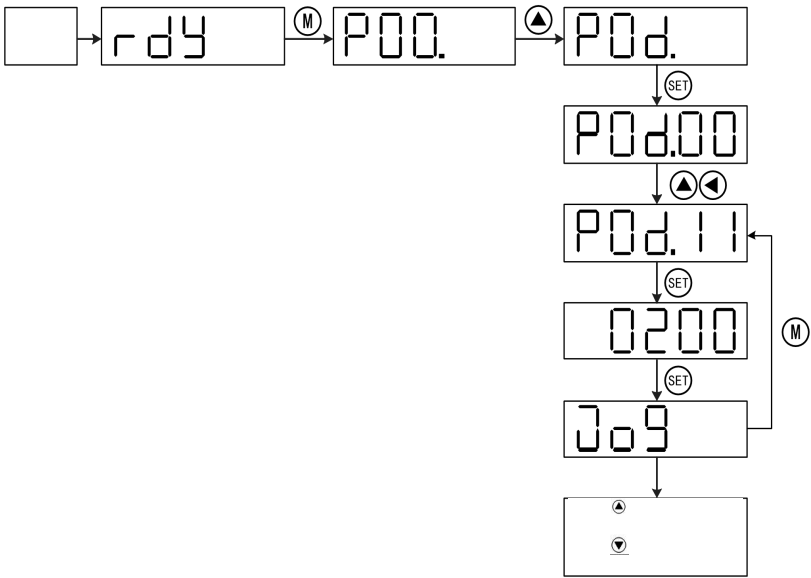 rdy
M
P00.
P0d.
SET
P0d.00
P0d.11
SET
M
0200
SET
Jog